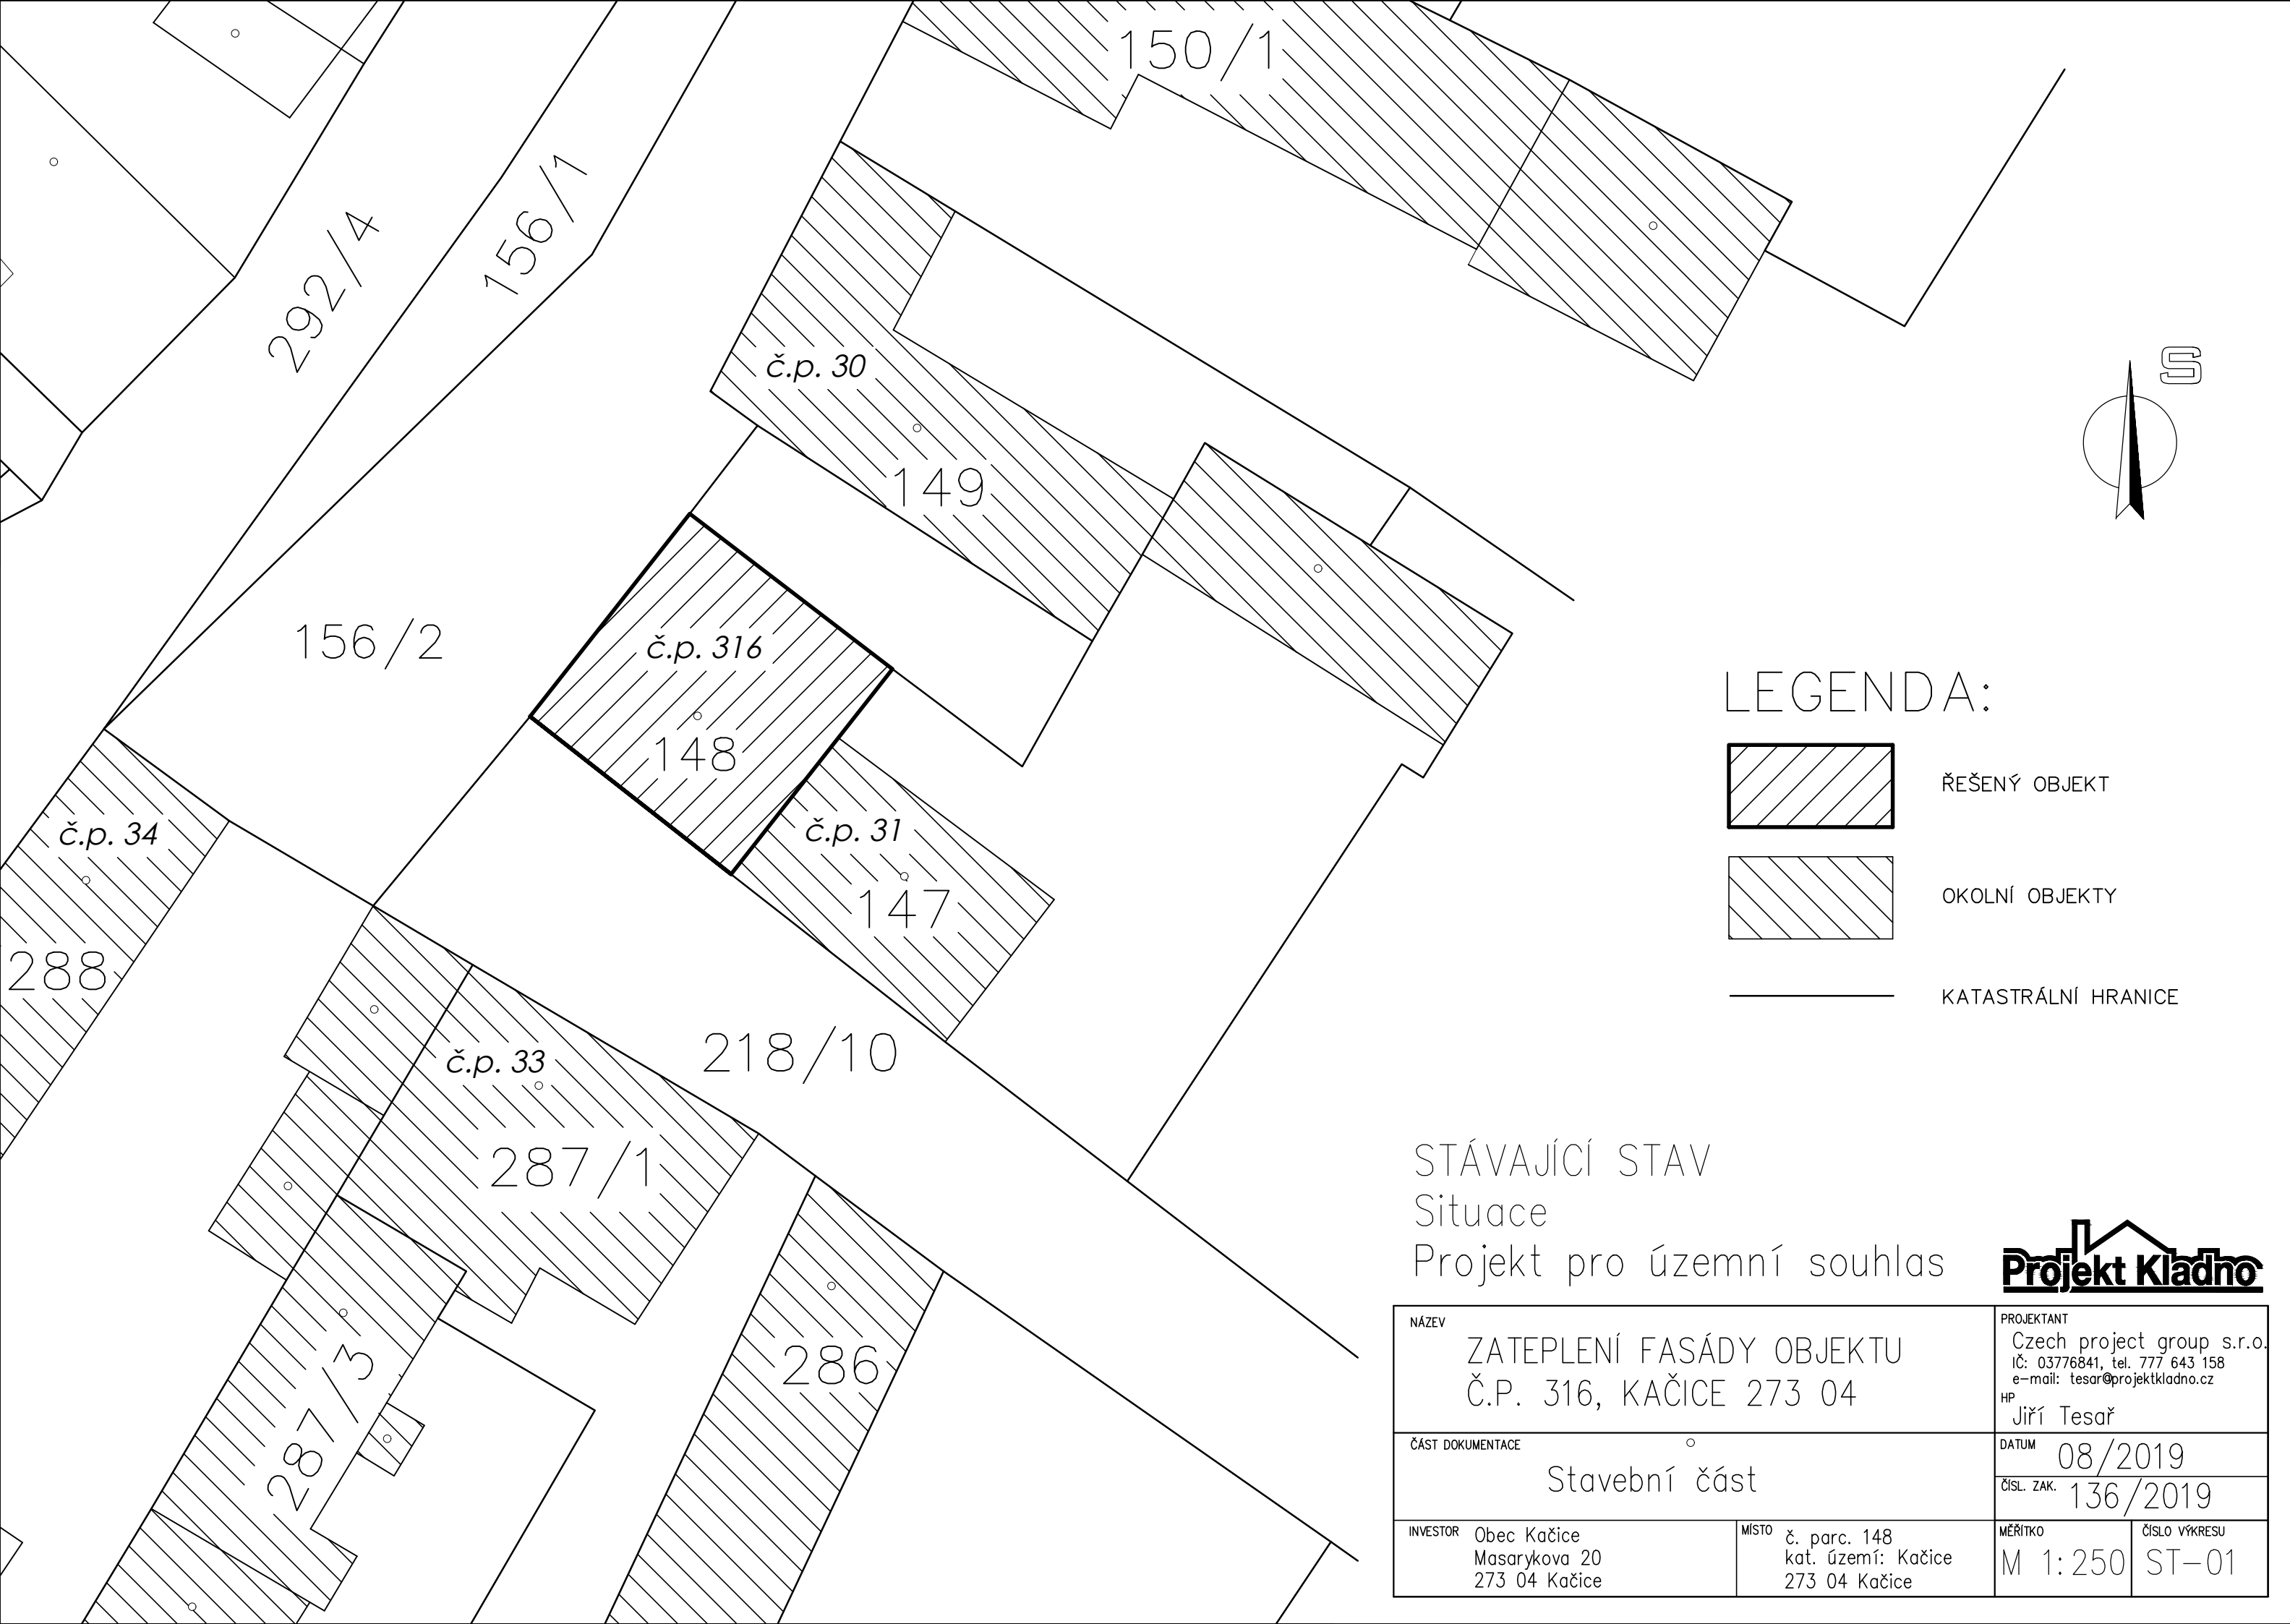 150/1
292/4
156/1
č.p. 30
149
S
156/2
č.p. 316
148
LEGENDA:
ŘEŠENÝ OBJEKT
č.p. 34
č.p. 31
147
OKOLNÍ OBJEKTY
288
KATASTRÁLNÍ HRANICE
č.p. 33
218/10
287/1
286
287/3
STÁVAJÍCÍ STAV
Situace
Projekt pro územní souhlas
Projekt Kladno
NÁZEV
ZATEPLENÍ FASÁDY OBJEKTU
Č.P. 316, KAČICE 273 04
PROJEKTANT
Czech project group s.r.o.
IČ: 03776841, tel. 777 643 158
e-mail: tesar@projektkladno.cz
HP
Jiří Tesař
ČÁST DOKUMENTACE
Stavební část
DATUM
08/2019
ČÍSL. ZAK.
136/2019
INVESTOR
Obec Kačice
Masarykova 20
273 04 Kačice
MÍSTO
č. parc. 148
kat. území: Kačice
273 04 Kačice
MĚŘÍTKO
M 1:250
ČÍSLO VÝKRESU
ST-01